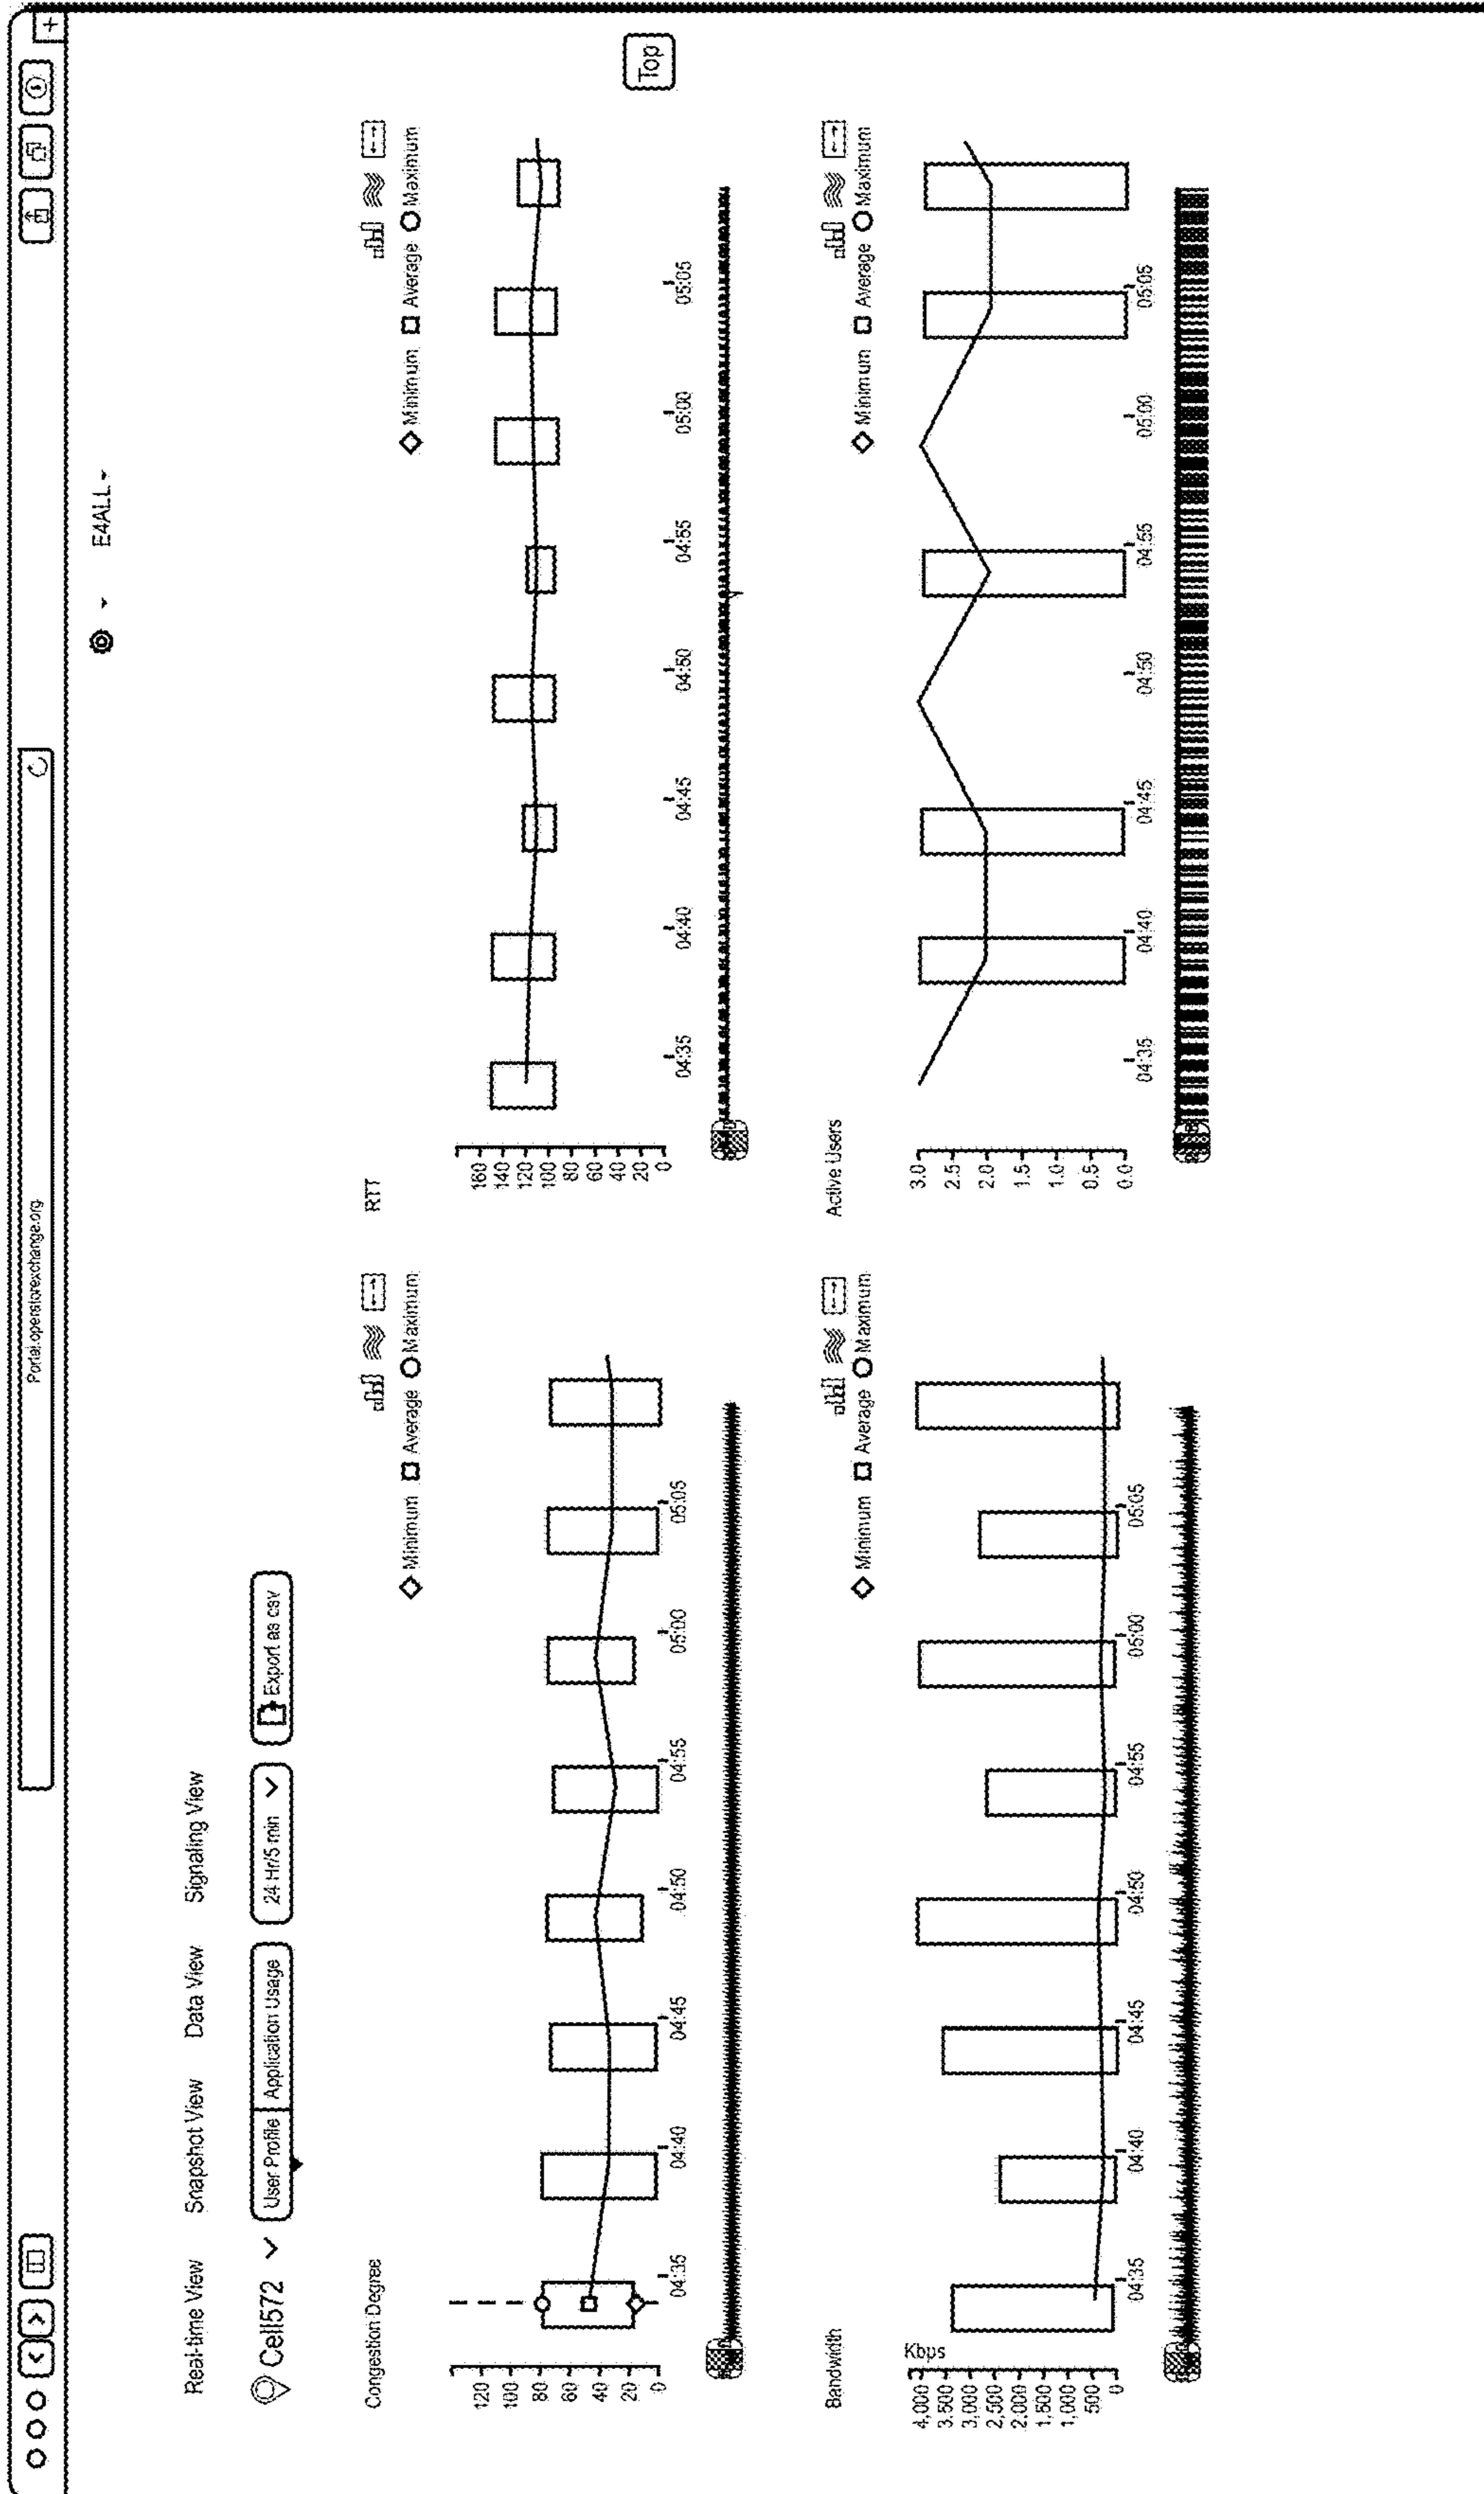 Portal.operatorexchange.org
E4ALL
Real-time View Snapshot View Data View Signaling View
Cell572 User Profile Application Usage 24 Hr/5 min Export as csv
Congestion Degree
Minimum Average Maximum
120
100
80
60
40
20
0
04:35 04:40 04:45 04:50 04:55 05:00 05:05
RTT
Minimum Average Maximum
160
140
120
100
80
60
40
20
0
04:35 04:40 04:45 04:50 04:55 05:00 05:05
Top
Bandwidth
Minimum Average Maximum
Kbps
4,000
3,500
3,000
2,500
2,000
1,500
1,000
500
0
04:35 04:40 04:45 04:50 04:55 05:00 05:05
Active Users
Minimum Average Maximum
3.0
2.5
2.0
1.5
1.0
0.5
0.0
04:35 04:40 04:45 04:50 04:55 05:00 05:05